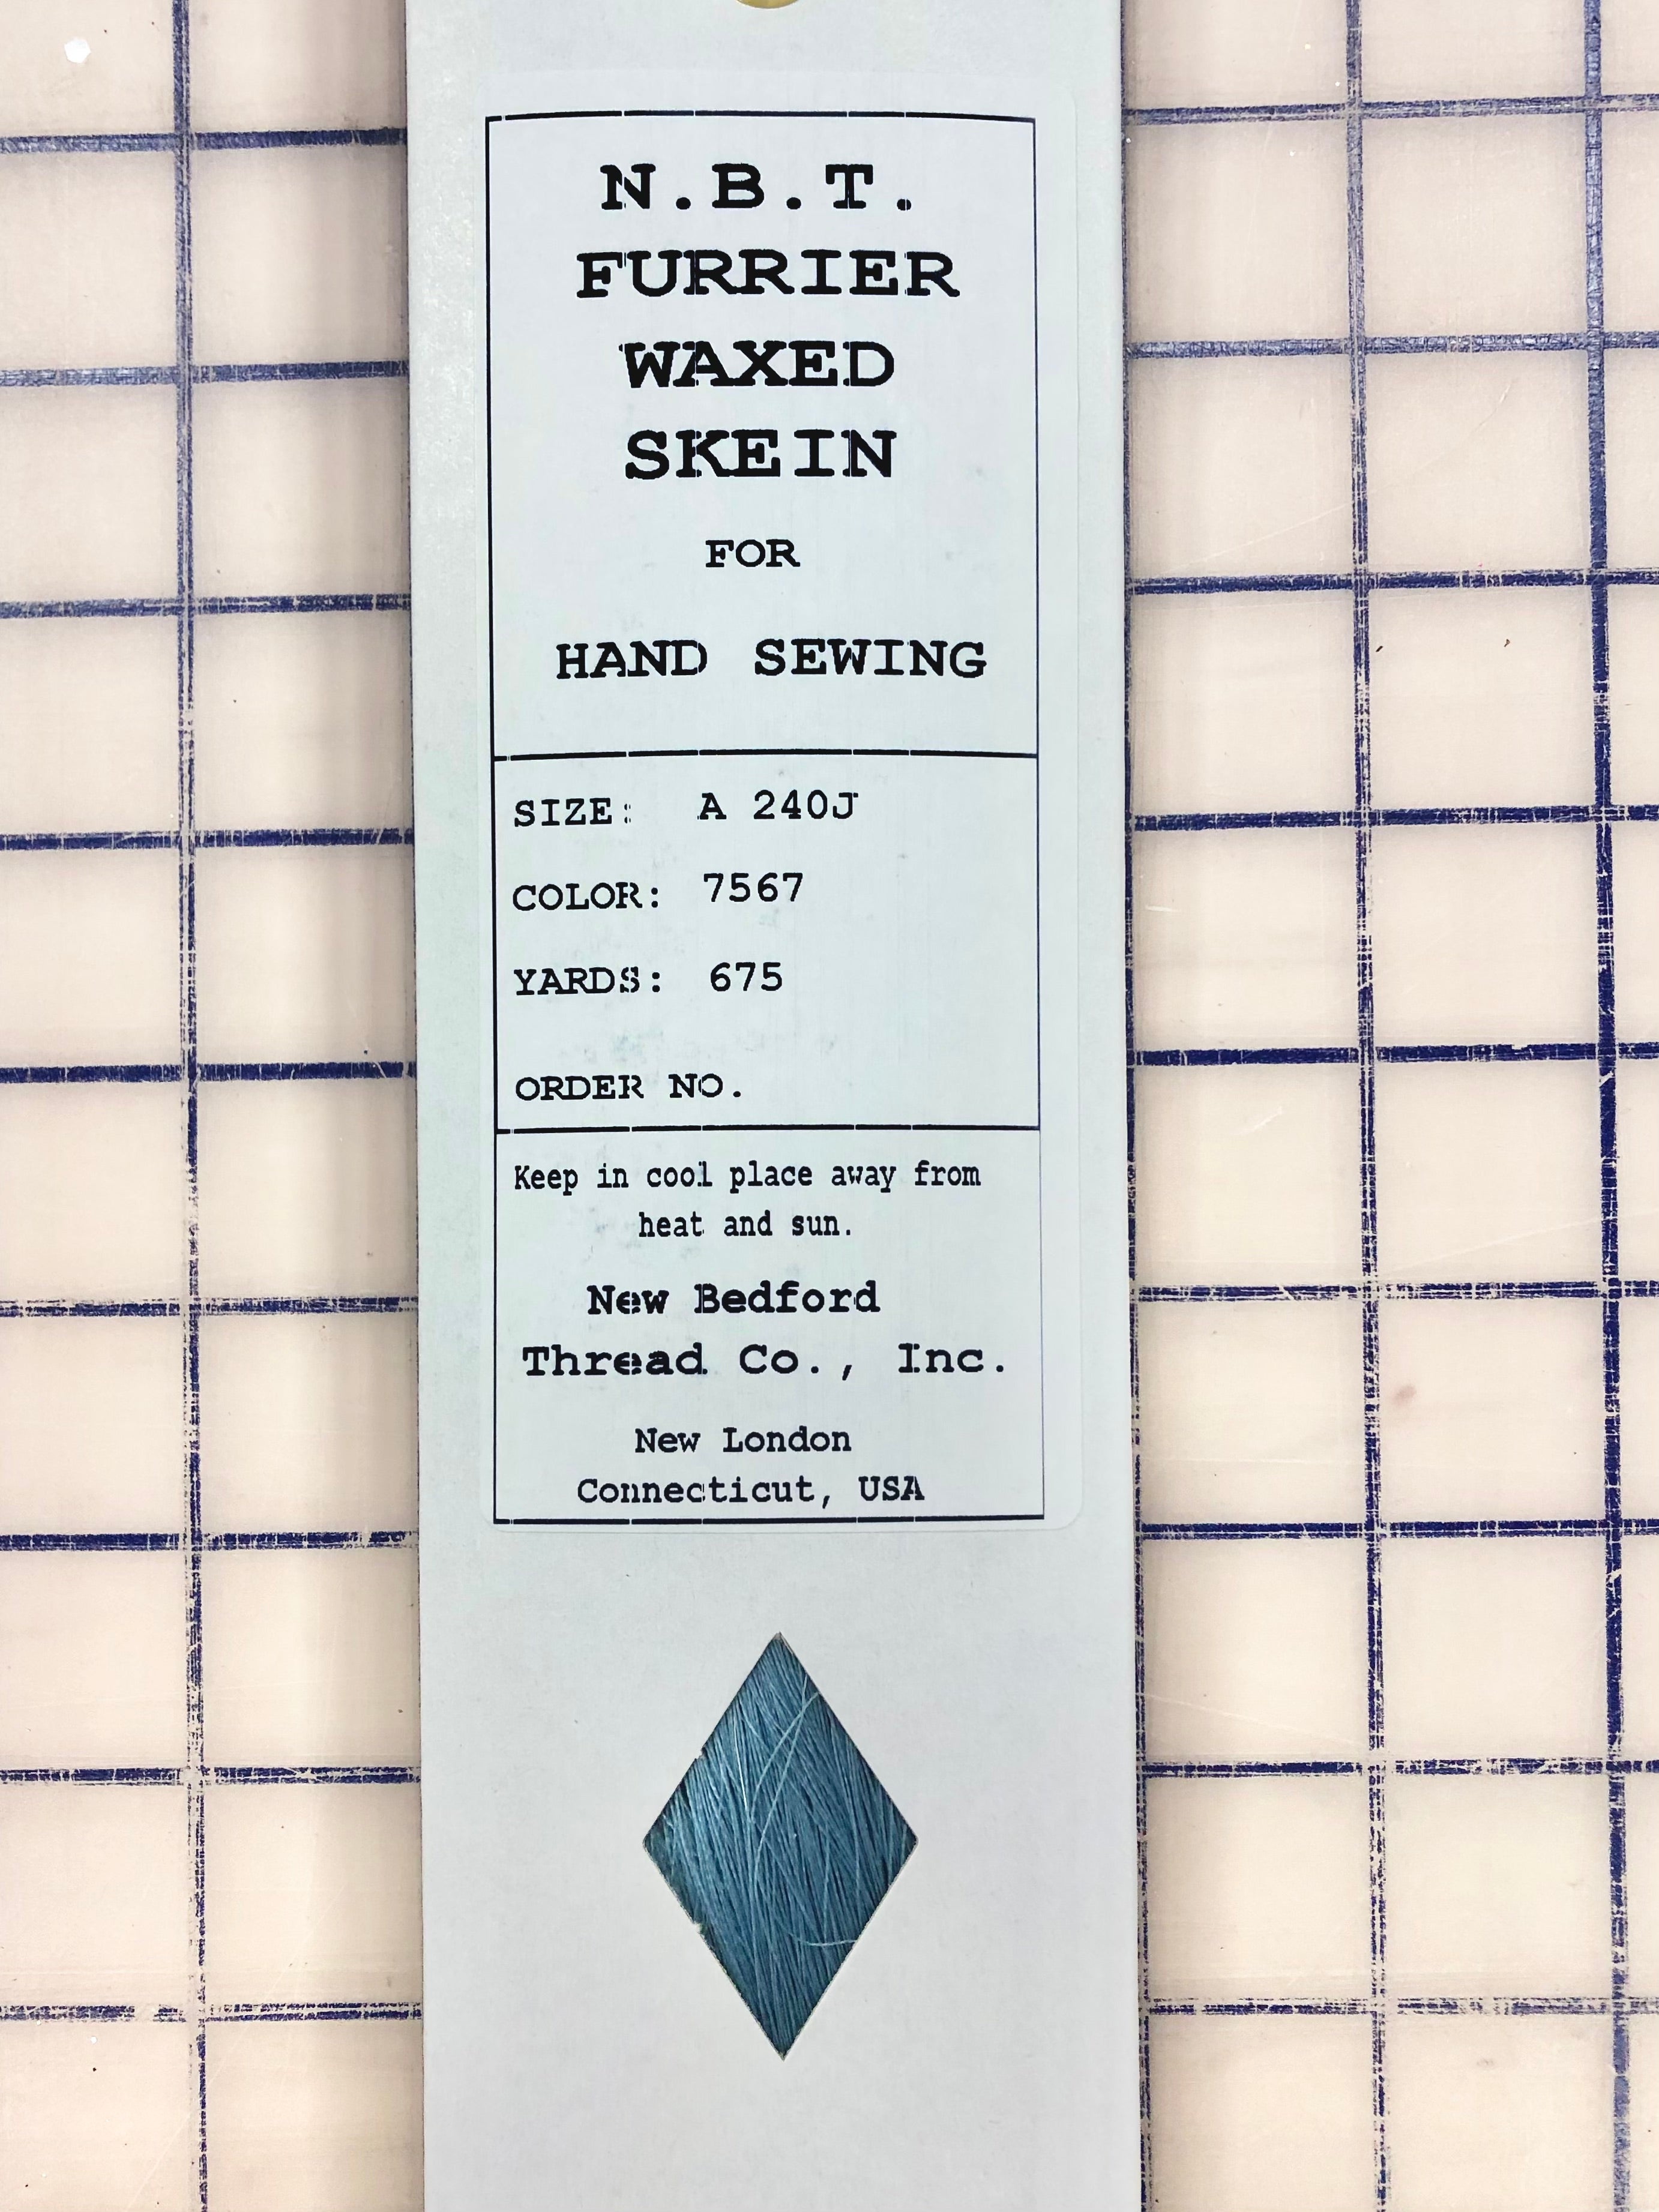 N.B.T.
FURRIER
WAXED
SKEIN
FOR
HAND SEWING
SIZE: A 240J
COLOR: 7567
YARDS: 675
ORDER NO.
Keep in cool place away from
heat and sun.
New Bedford
Thread Co., Inc.
New London
Connecticut, USA